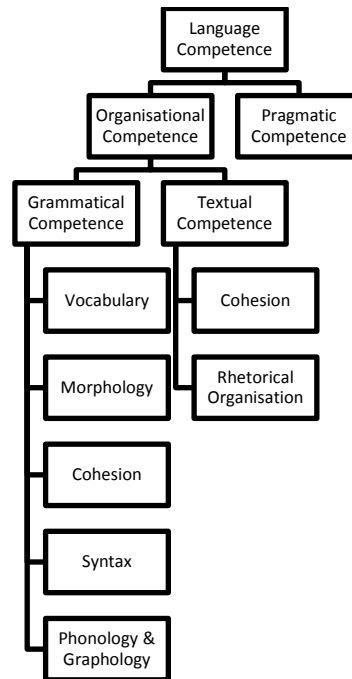 Language
Competence
Organisational
Competence
Pragmatic
Competence
Grammatical
Competence
Textual
Competence
Vocabulary
Cohesion
Morphology
Rhetorical
Organisation
Cohesion
Syntax
Phonology &
Graphology